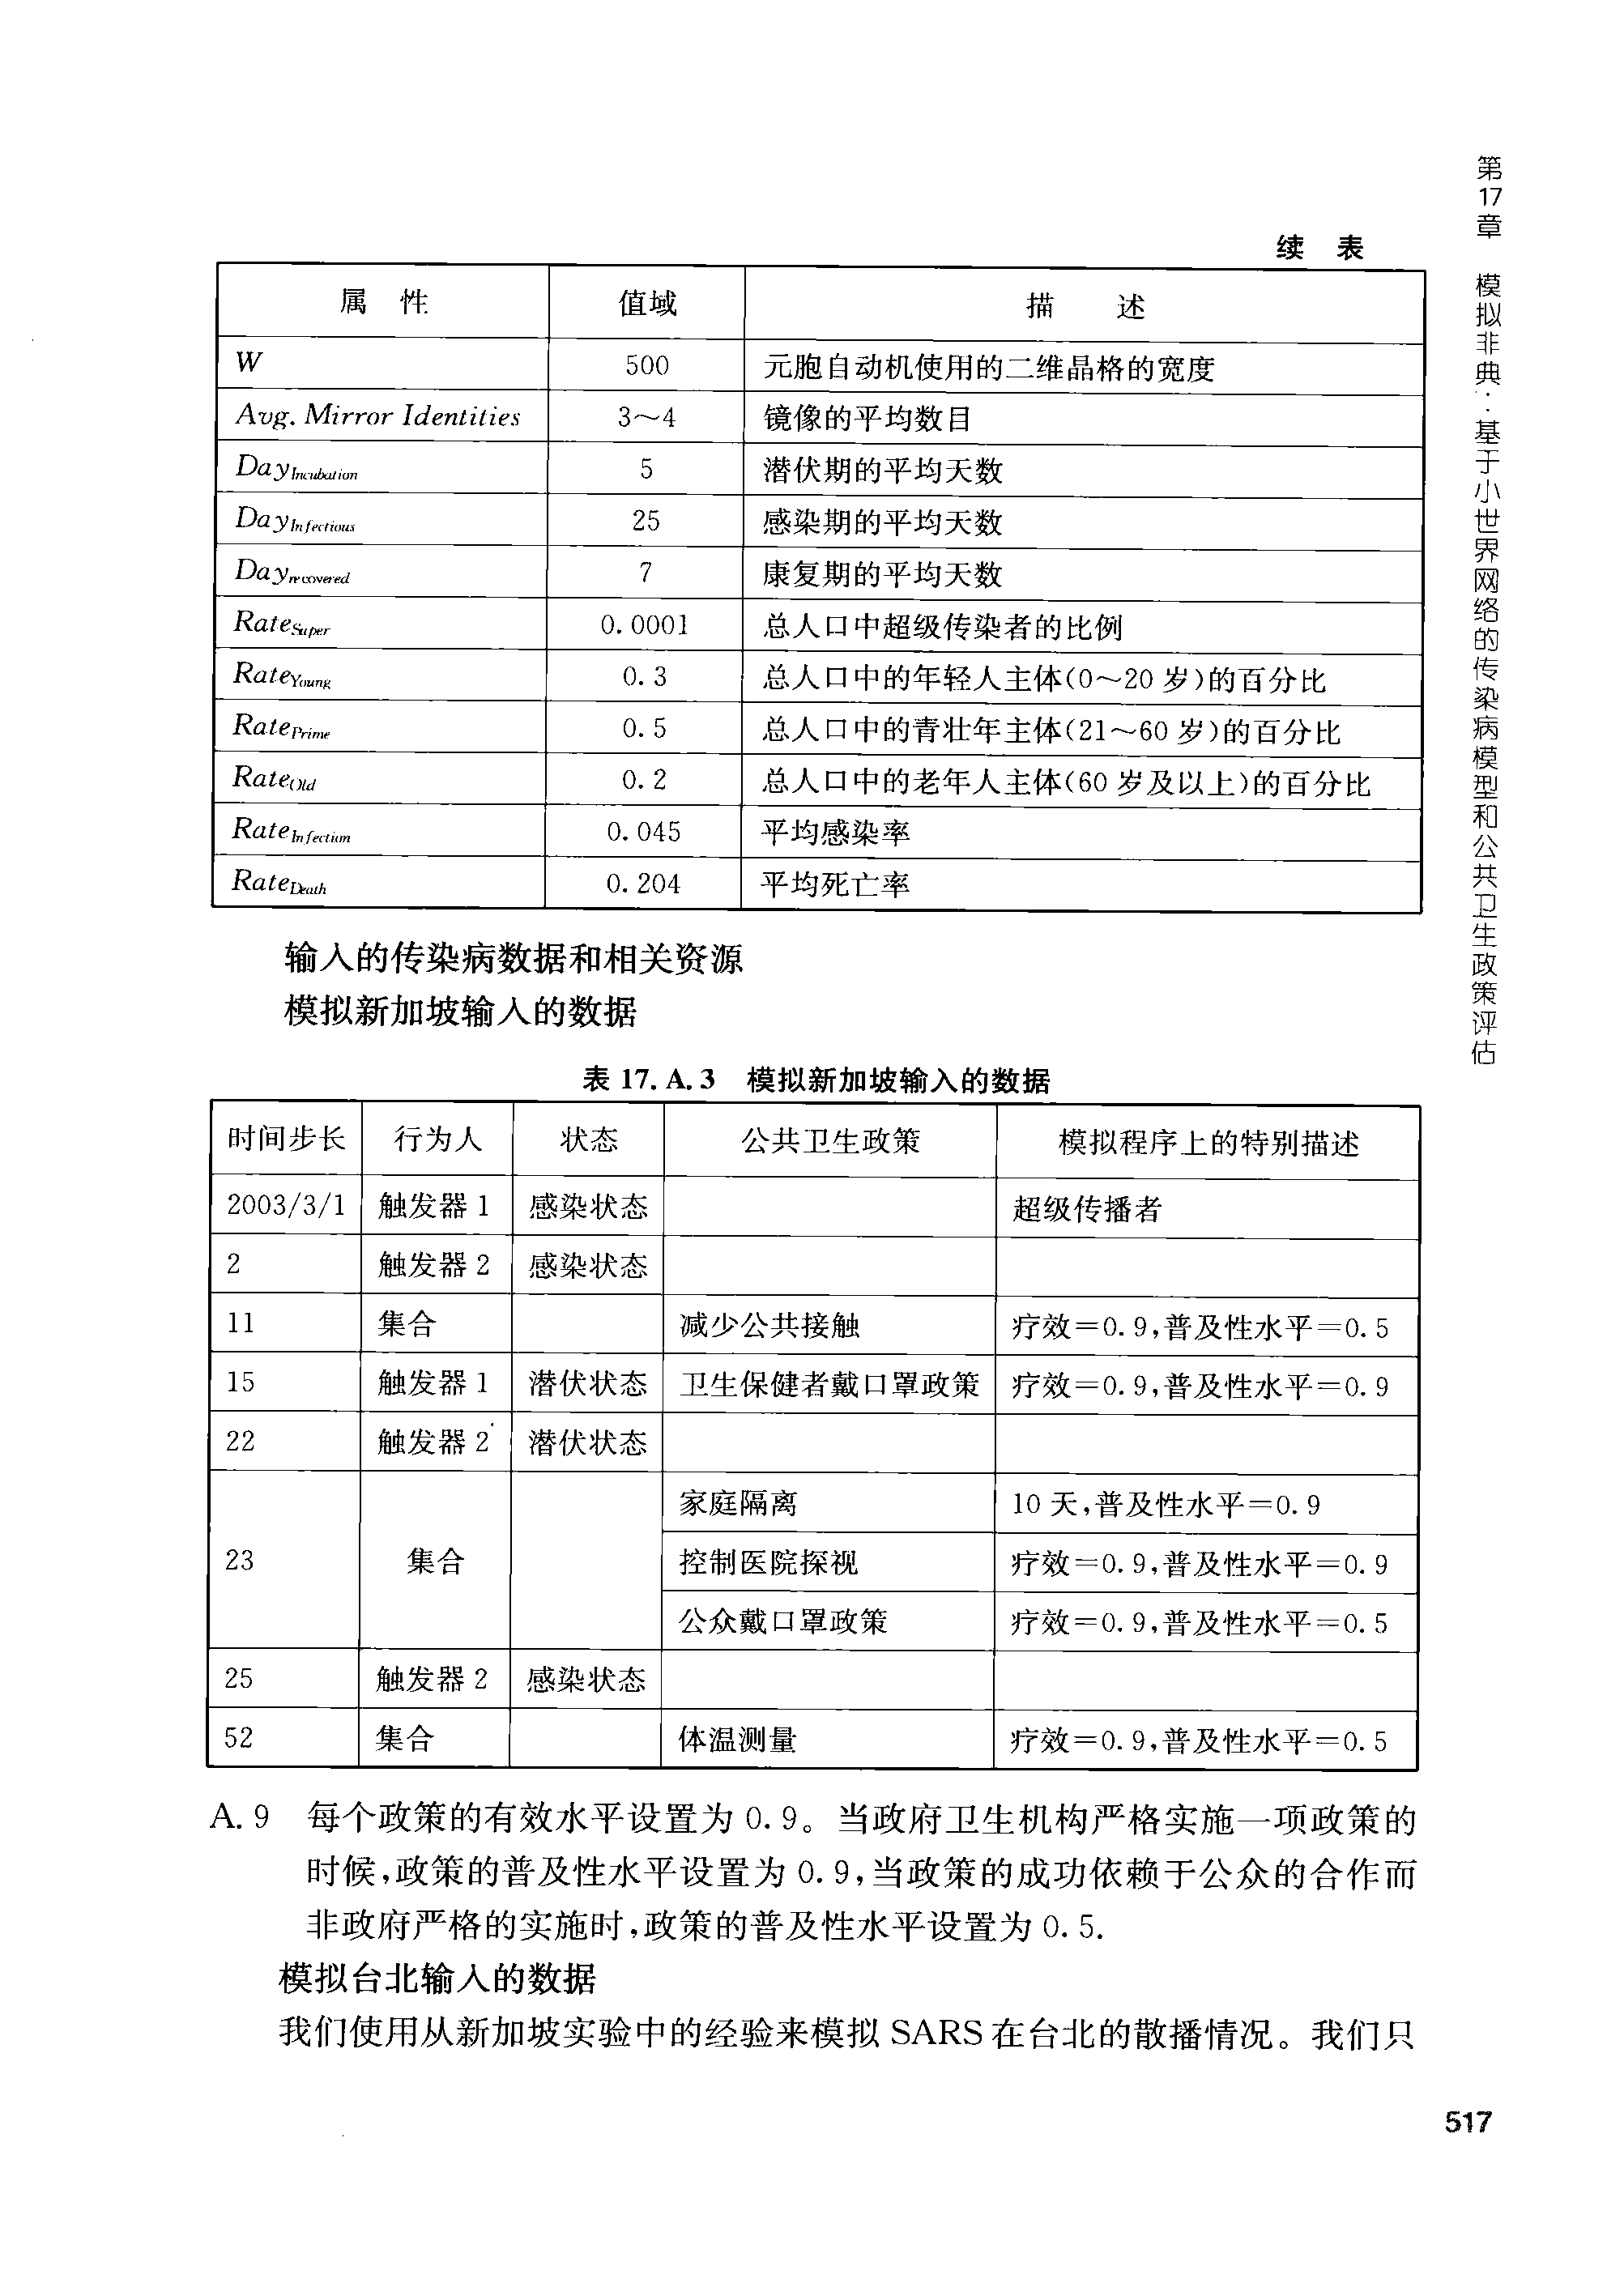 第17章 模拟非典：基于小世界网络的传染病模型和公共卫生政策评估
续 表
属 性 值域 描 述
W 500 元胞自动机使用的二维晶格的宽度
Avg. Mirror Identities 3～4 镜像的平均数目
DayIncubation 5 潜伏期的平均天数
DayInfectious 25 感染期的平均天数
Dayrecovered 7 康复期的平均天数
RateSuper 0.0001 总人口中超级传染者的比例
RateYoung 0.3 总人口中的年轻人主体(0～20岁)的百分比
RatePrime 0.5 总人口中的青壮年主体(21～60岁)的百分比
RateOld 0.2 总人口中的老年人主体(60岁及以上)的百分比
RateInfection 0.045 平均感染率
RateDeath 0.204 平均死亡率
输入的传染病数据和相关资源
模拟新加坡输入的数据
表 17.A.3 模拟新加坡输入的数据
时间步长 行为人 状态 公共卫生政策 模拟程序上的特别描述
2003/3/1 触发器1 感染状态 超级传播者
2 触发器2 感染状态
11 集合 减少公共接触 疗效=0.9,普及性水平=0.5
15 触发器1 潜伏状态 卫生保健者戴口罩政策 疗效=0.9,普及性水平=0.9
22 触发器2 潜伏状态
23 集合 家庭隔离 10天,普及性水平=0.9
控制医院探视 疗效=0.9,普及性水平=0.9
公众戴口罩政策 疗效=0.9,普及性水平=0.5
25 触发器2 感染状态
52 集合 体温测量 疗效=0.9,普及性水平=0.5
A.9 每个政策的有效水平设置为0.9。当政府卫生机构严格实施一项政策的
时候,政策的普及性水平设置为0.9,当政策的成功依赖于公众的合作而
非政府严格的实施时,政策的普及性水平设置为0.5.
模拟台北输入的数据
我们使用从新加坡实验中的经验来模拟SARS在台北的散播情况。我们只
517